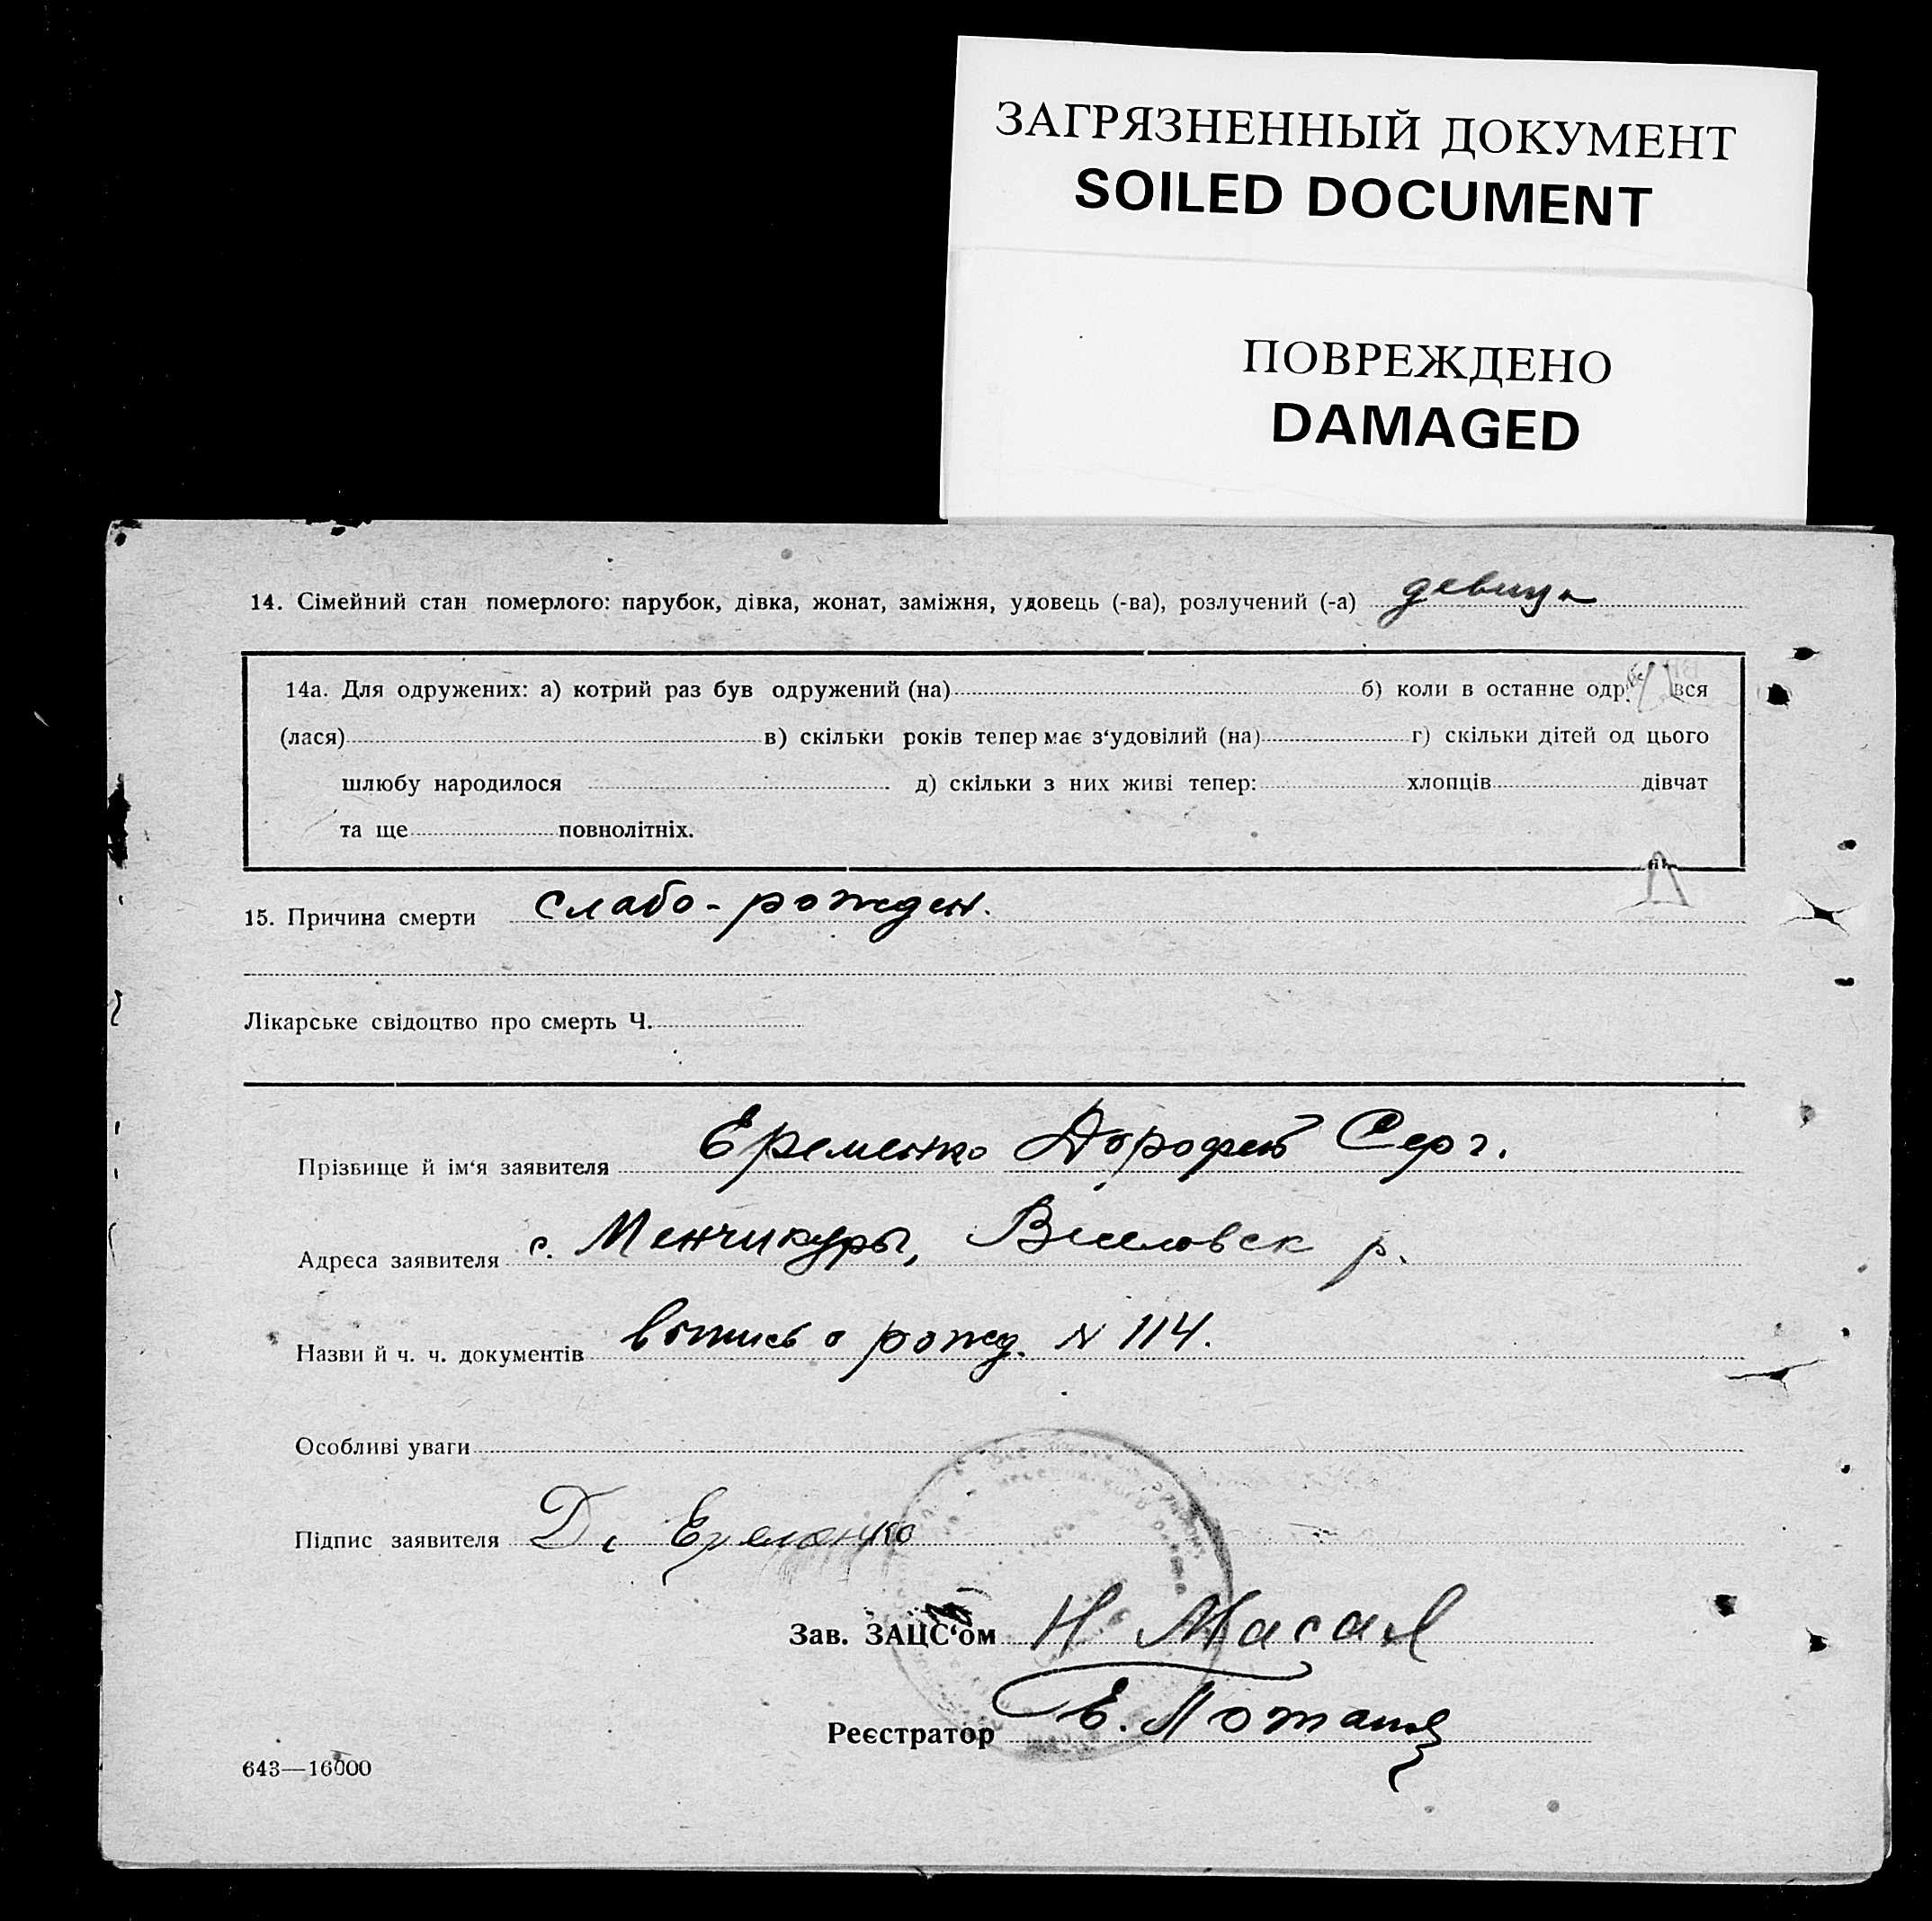 ЗАГРЯЗНЕННЫЙ ДОКУМЕНТ
SOILED DOCUMENT
ПОВРЕЖДЕНО
DAMAGED
14. Сімейний стан померлого: парубок, дівка, жонат, заміжня, удовець (-ва), розлучений (-а) девица
14а. Для одружених: а) котрий раз був одружений (на) б) коли в останне одр вся
(лася) в) скільки років тепер має з‘удовілий (на) г) скільки дітей од цього
шлюбу народилося д) скільки з них живі тепер: хлопців дівчат
та ще повнолітніх.
15. Причина смерти слабо-рожден.
Лікарське свідоцтво про смерть Ч.
Прізвище й ім‘я заявителя Еременко Дорофей Серг.
Адреса заявителя с. Менчикуры, Веселовск р.
Назви й ч. ч. документів о рожд. N 114.
Особливі уваги
Підпис заявителя Д. Еременко
Зав. ЗАЦС‘ом Н
Реєстратор Е.
643—16000